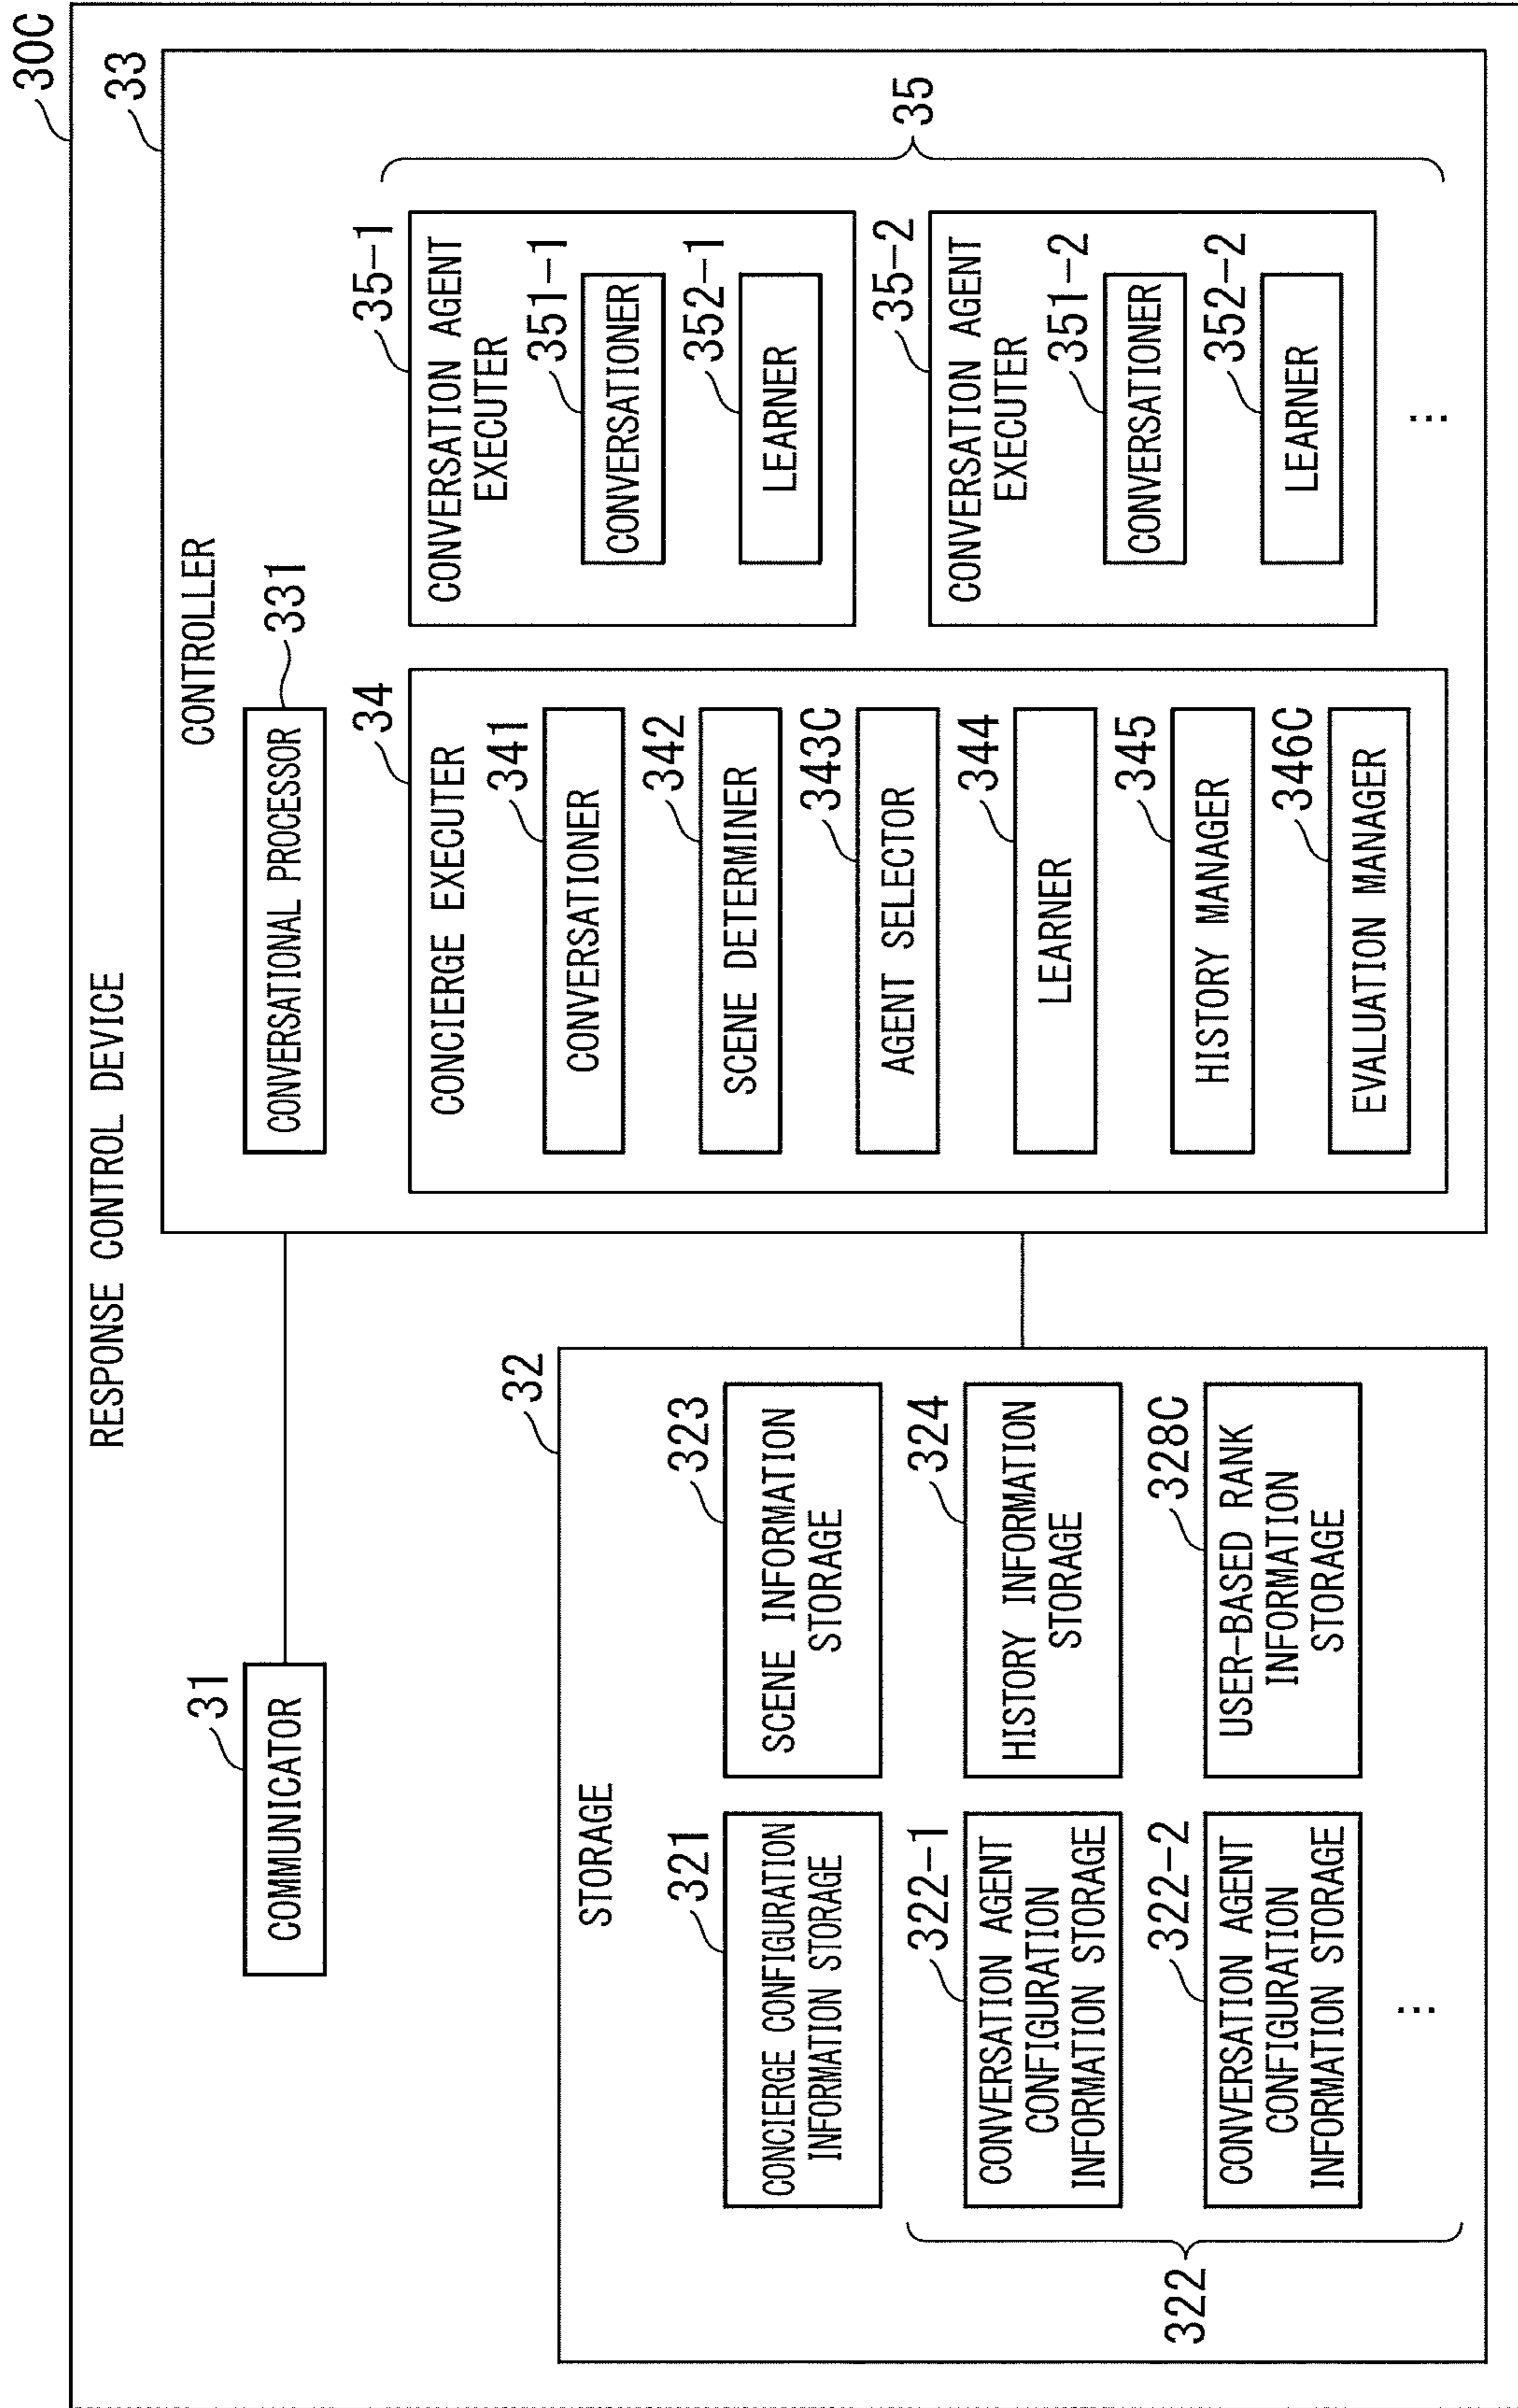 30C
RESPONSE CONTROL DEVICE
31
COMMUNICATOR
32
STORAGE
321
CONCIERGE CONFIGURATION
INFORMATION STORAGE
323
SCENE INFORMATION
STORAGE
322-1
CONVERSATION AGENT
CONFIGURATION
INFORMATION STORAGE
324
HISTORY INFORMATION
STORAGE
322-2
CONVERSATION AGENT
CONFIGURATION
INFORMATION STORAGE
328C
USER-BASED RANK
INFORMATION
STORAGE
...
322
33
CONTROLLER
331
CONVERSATIONAL PROCESSOR
34
CONCIERGE EXECUTER
341
CONVERSATIONER
342
SCENE DETERMINER
343C
AGENT SELECTOR
344
LEARNER
345
HISTORY MANAGER
346C
EVALUATION MANAGER
35-1
CONVERSATION AGENT
EXECUTER
351-1
CONVERSATIONER
352-1
LEARNER
35-2
CONVERSATION AGENT
EXECUTER
351-2
CONVERSATIONER
352-2
LEARNER
...
35